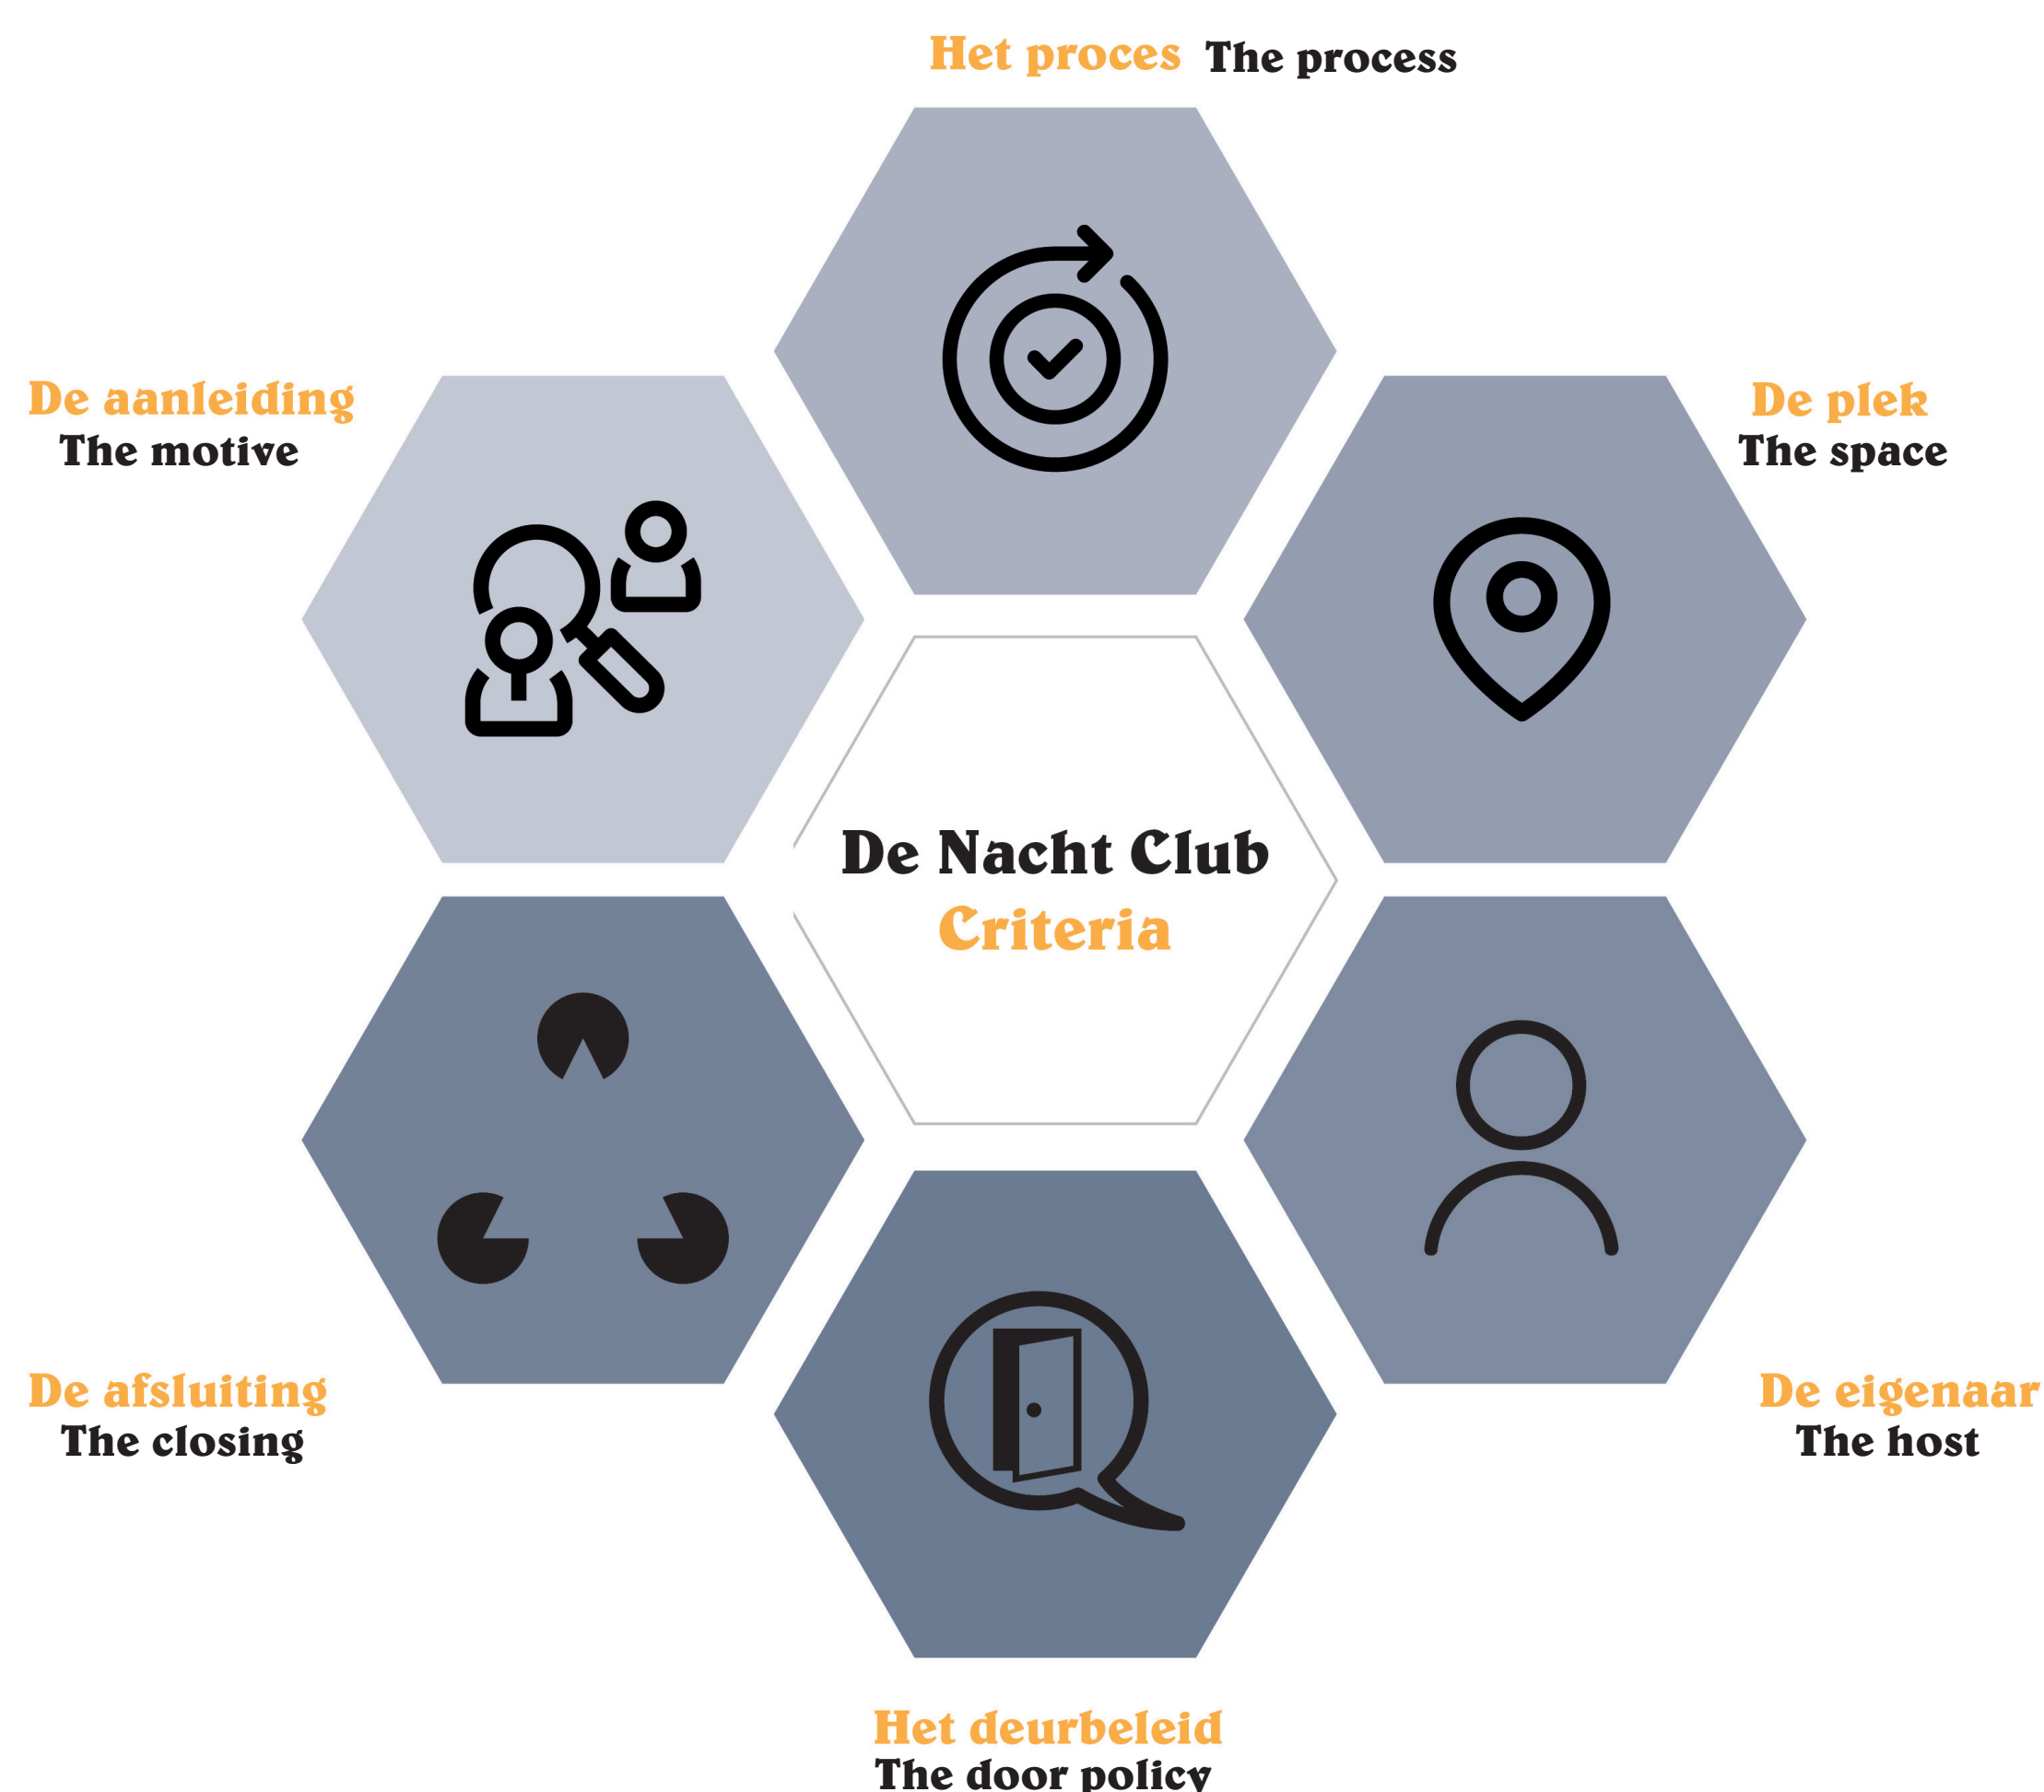 Het proces The process
De aanleiding
The motive
De plek
The space
De Nacht Club
Criteria
De afsluiting
The closing
De eigenaar
The host
Het deurbeleid
The door policy